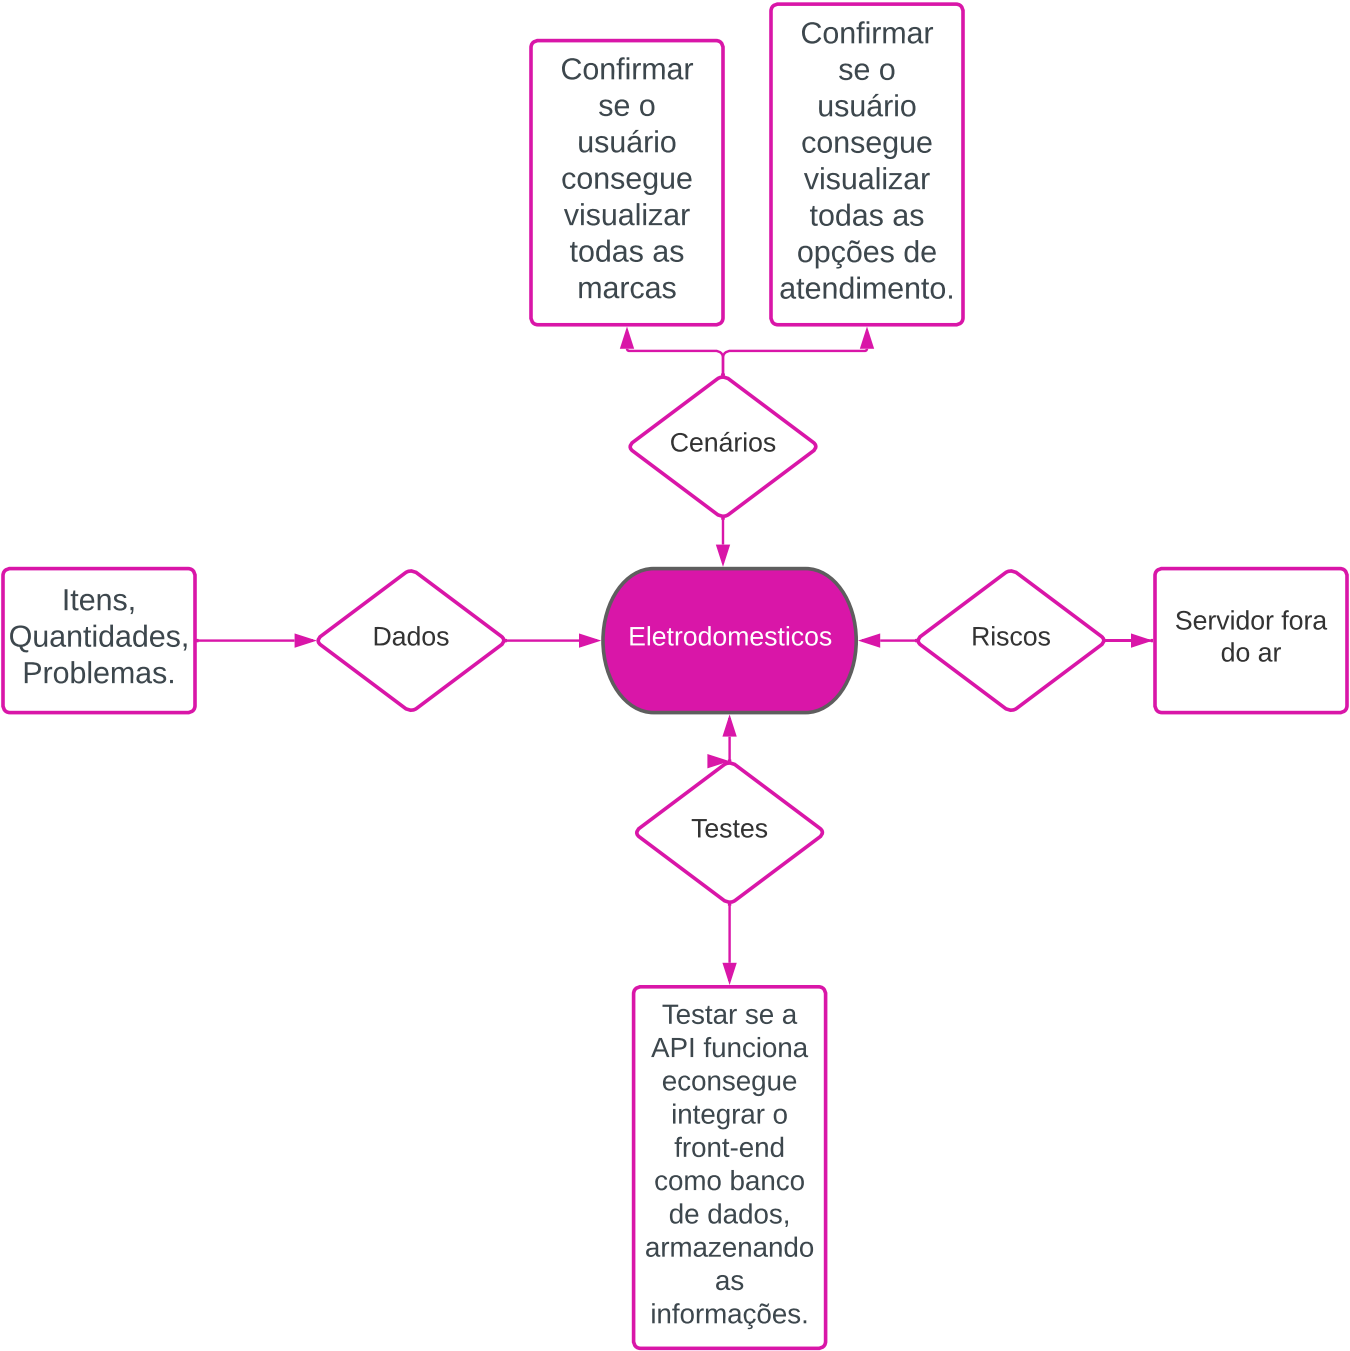 Confirmar
se o
usuário
consegue
visualizar
todas as
marcas
Confirmar
se o
usuário
consegue
visualizar
todas as
opções de
atendimento.
Cenários
Itens,
Quantidades,
Problemas.
Dados
Eletrodomesticos
Riscos
Servidor fora
do ar
Testes
Testar se a
API funciona
econsegue
integrar o
front-end
como banco
de dados,
armazenando
as
informações.